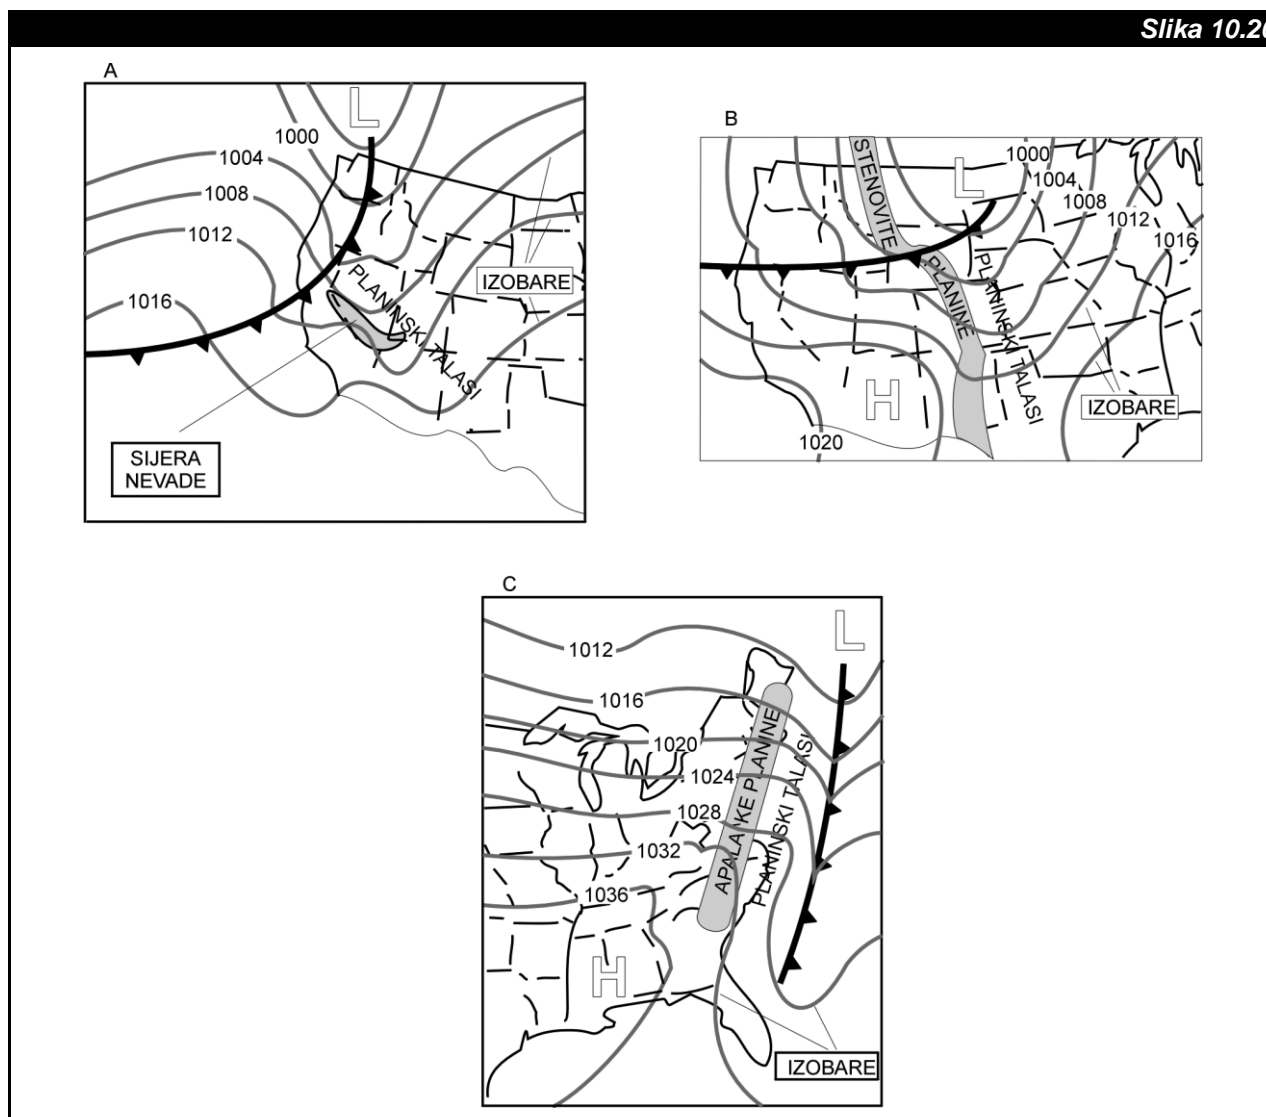 Slika 10.20
A
L
1000
1004
1008
1012
1016
PLANINSKI TALASI
IZOBARE
SIJERA
NEVADE
B
STENOVITE PLANINE
L
1000
1004
1008
1012
1016
PLANINSKI TALASI
H
IZOBARE
1020
C
L
1012
1016
1020
1024
1028
1032
1036
APALAČKE PLANINE
PLANINSKI TALASI
H
IZOBARE